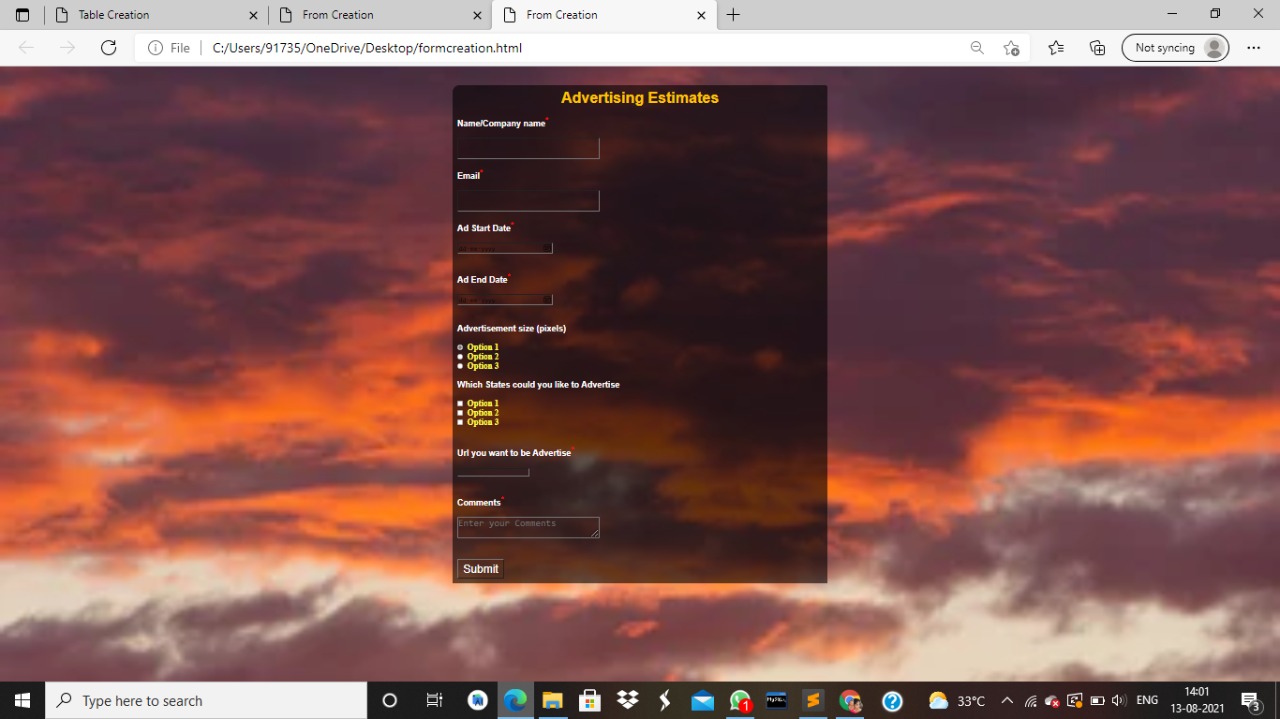 Table Creation
From Creation
From Creation
File
C:/Users/91735/OneDrive/Desktop/formcreation.html
Not syncing
Advertising Estimates
Name/Company name*
Email*
Ad Start Date*
Ad End Date*
Advertisement size (pixels)
Option 1
Option 2
Option 3
Which States could you like to Advertise
Option 1
Option 2
Option 3
Url you want to be Advertise*
Comments*
Enter your Comments
Submit
Type here to search
1
33°C
ENG
14:01
13-08-2021
3